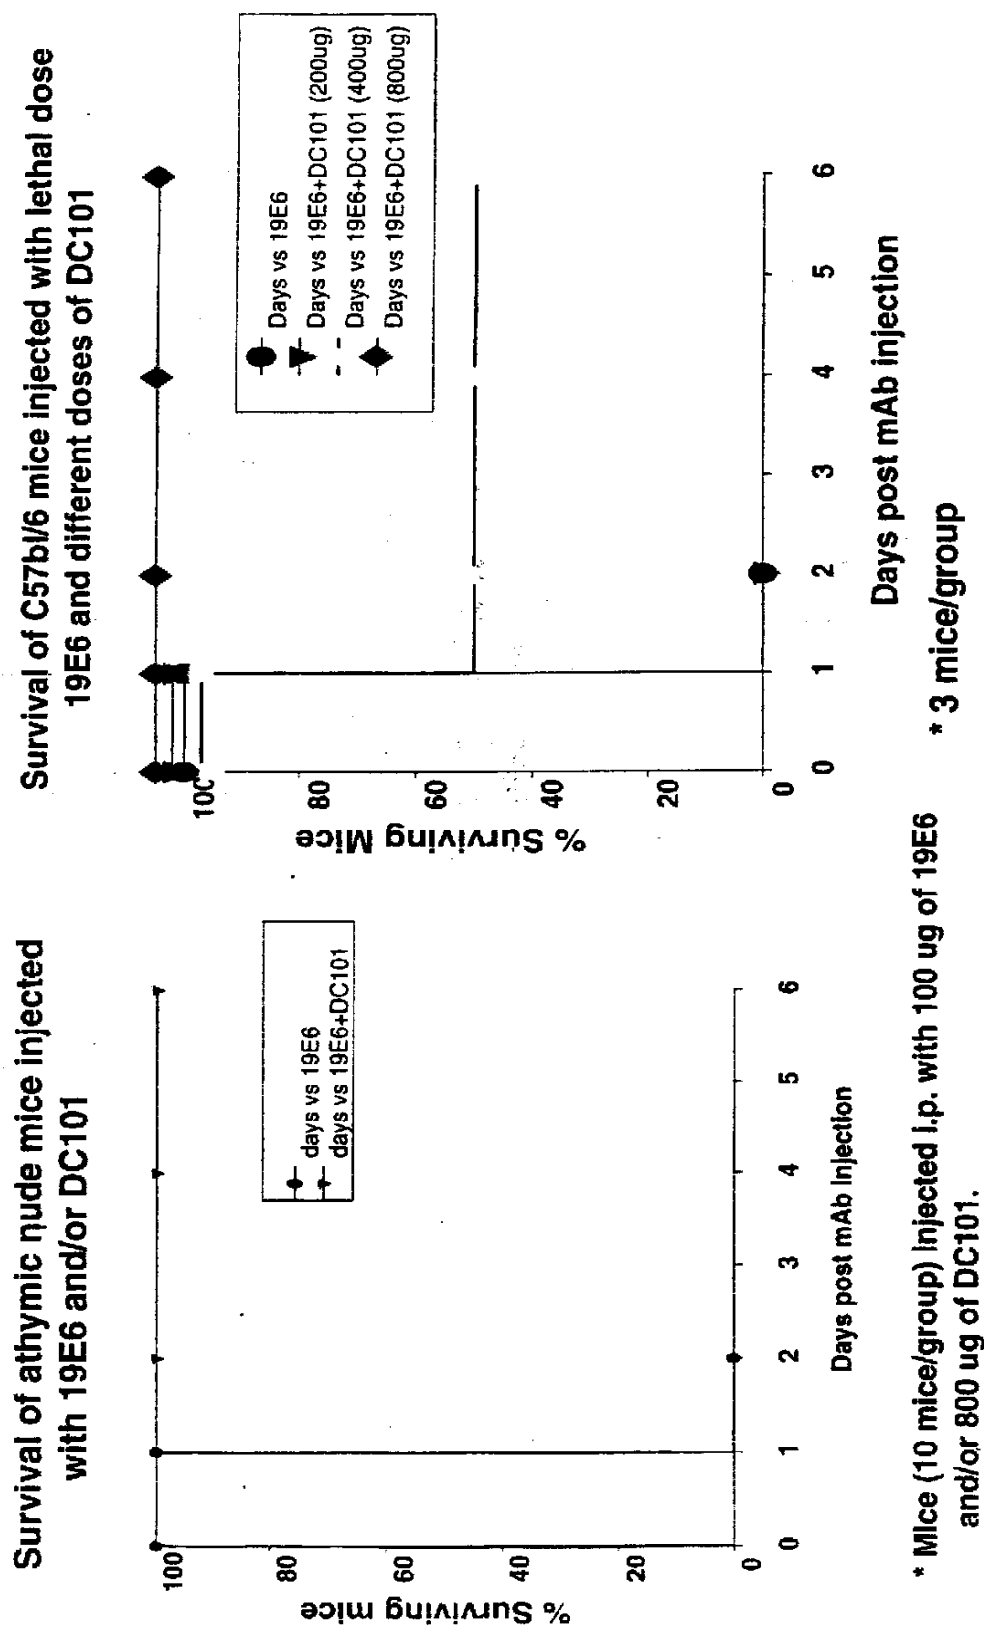 Survival of athymic nude mice injected
with 19E6 and/or DC101
% Surviving mice
100
80
60
40
20
0
0 1 2 3 4 5 6
Days post mAb Injection
days vs 19E6
days vs 19E6+DC101
* Mice (10 mice/group) Injected I.p. with 100 ug of 19E6
and/or 800 ug of DC101.
Survival of C57bl/6 mice injected with lethal dose
19E6 and different doses of DC101
% Surviving Mice
100
80
60
40
20
0
0 1 2 3 4 5 6
Days post mAb injection
Days vs 19E6
Days vs 19E6+DC101 (200ug)
Days vs 19E6+DC101 (400ug)
Days vs 19E6+DC101 (800ug)
* 3 mice/group